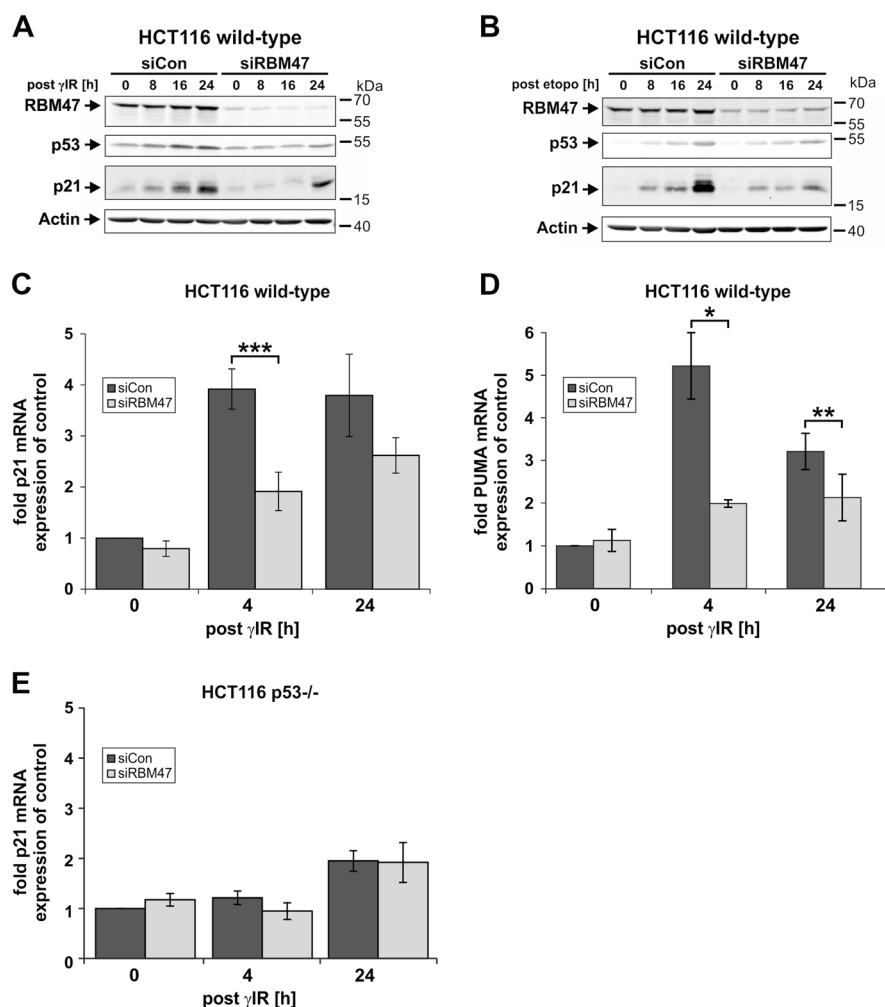 A
HCT116 wild-type
siCon siRBM47
post γIR [h] 0 8 16 24 0 8 16 24 kDa
RBM47 70
55
p53 55
p21
15
Actin 40
B
HCT116 wild-type
siCon siRBM47
post etopo [h] 0 8 16 24 0 8 16 24 kDa
RBM47 70
55
p53 55
p21
15
Actin 40
C
HCT116 wild-type
fold p21 mRNA
expression of control
5
4
3
2
1
0
siCon
siRBM47
***
0 4 24
post γIR [h]
D
HCT116 wild-type
fold PUMA mRNA
expression of control
6
5
4
3
2
1
0
siCon
siRBM47
*
**
0 4 24
post γIR [h]
E
HCT116 p53-/-
fold p21 mRNA
expression of control
5
4
3
2
1
0
siCon
siRBM47
0 4 24
post γIR [h]